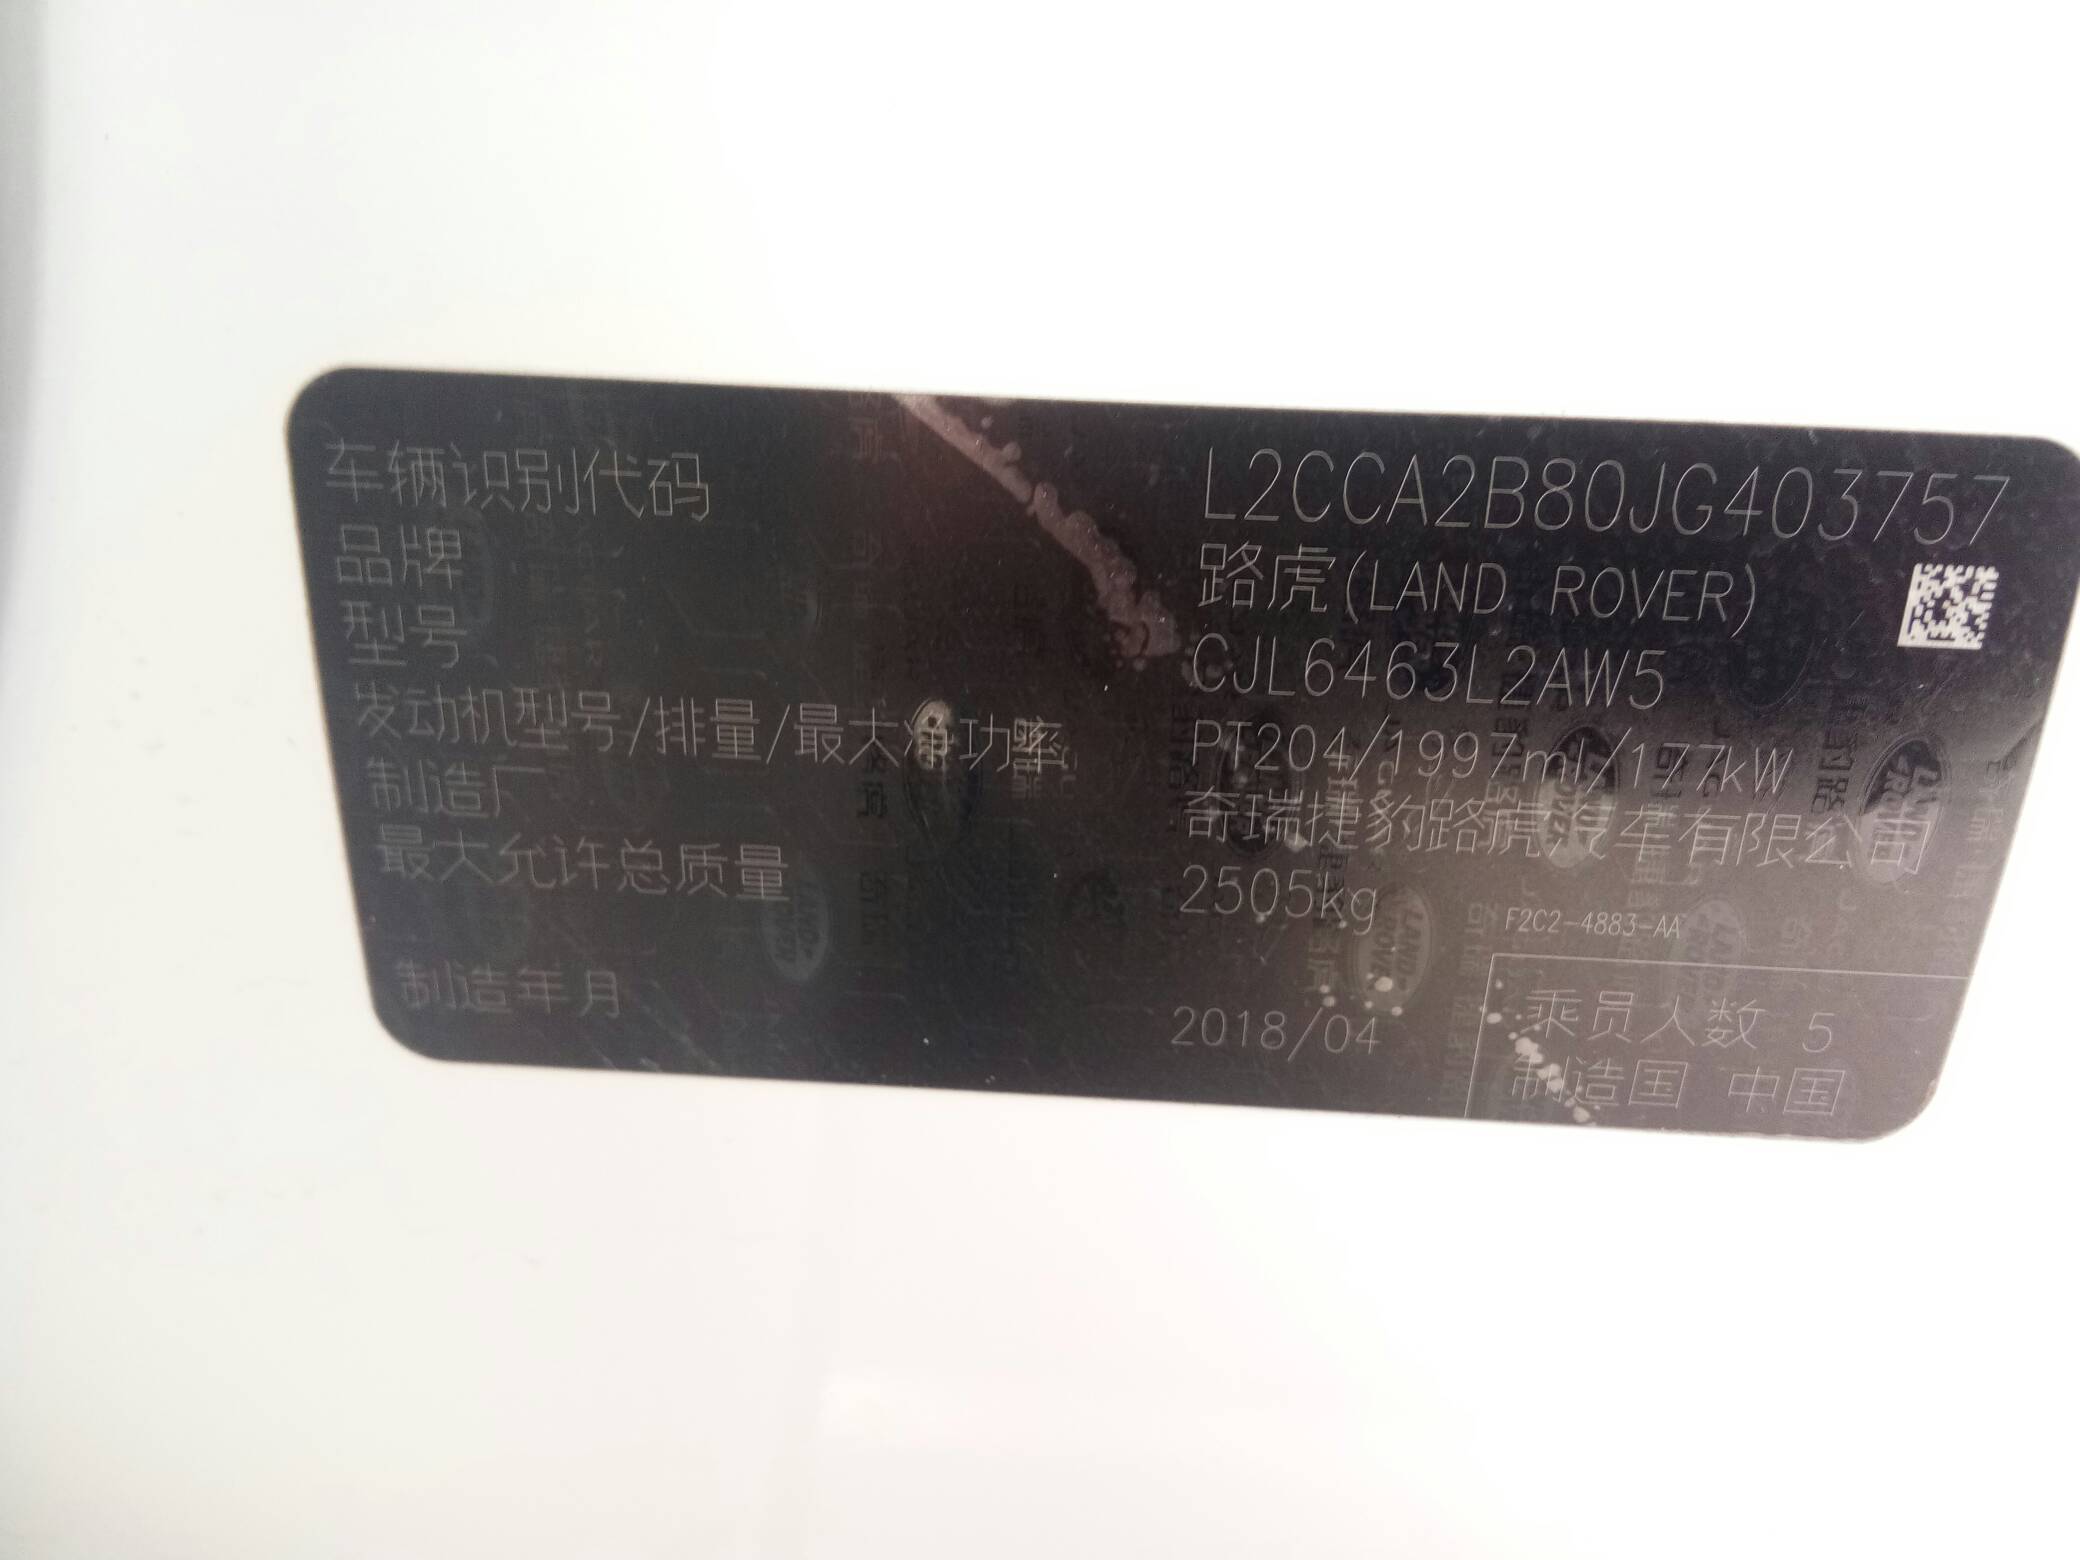 车辆识别代码 L2CCA2B80JG403757
品牌 路虎(LAND ROVER)
型号 CJL6463L2AW5
发动机型号/排量/最大净功率 PT204/1997ml/177kW
制造厂 奇瑞捷豹路虎汽车有限公司
最大允许总质量 2505kg
F2C2-4883-AA
制造年月 2018/04
乘员人数 5
制造国 中国